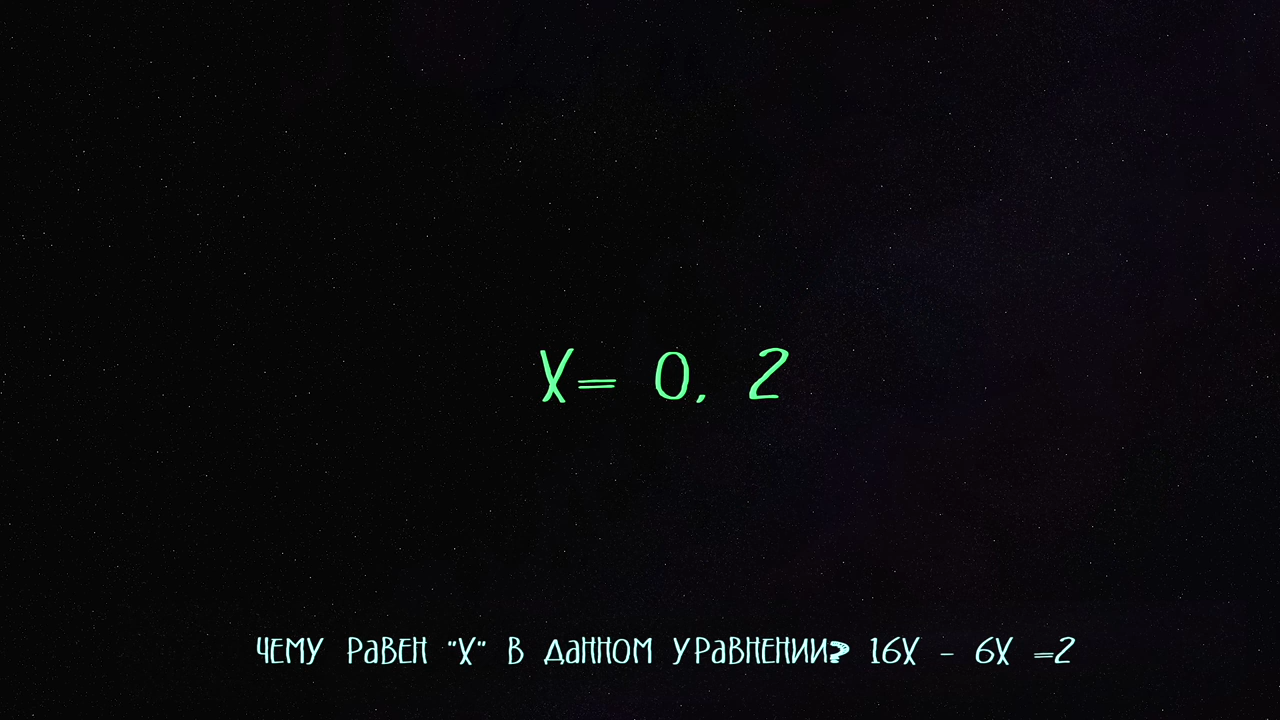 X= 0, 2
ЧЕМУ РАВЕН "X" В ДАННОМ УРАВНЕНИИ? 16X - 6X =2